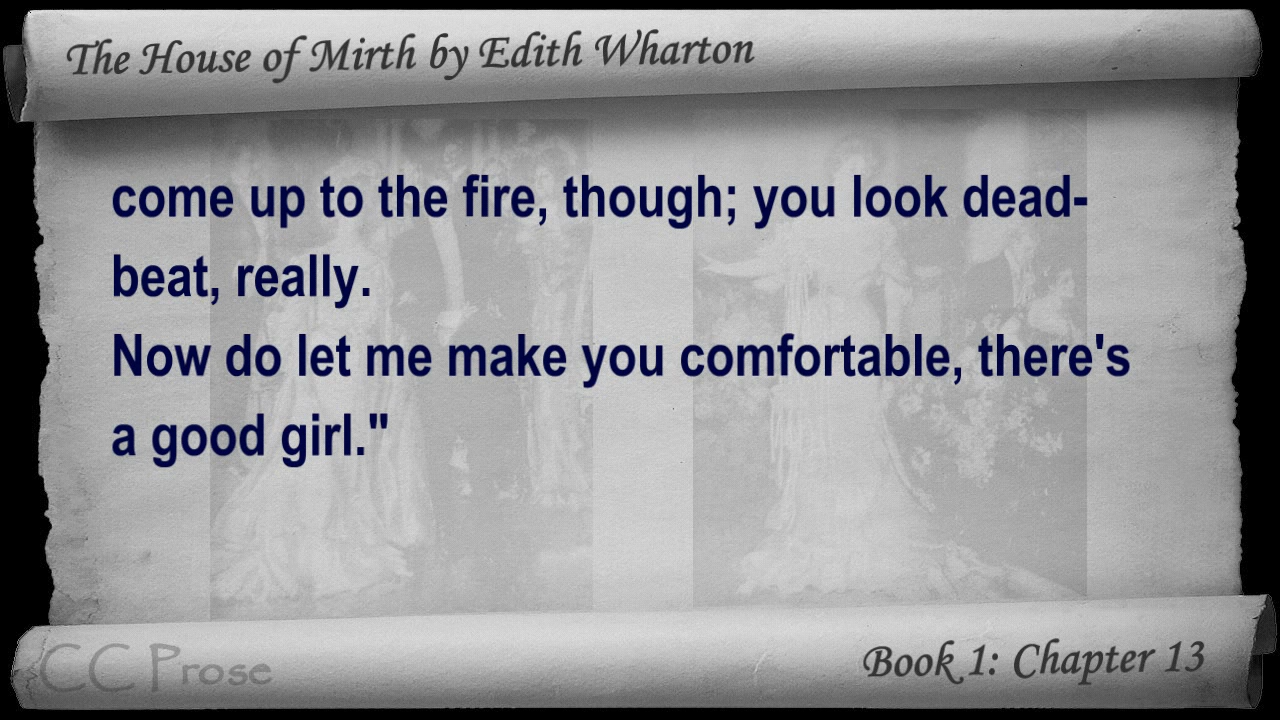 The House of Mirth by Edith Wharton
come up to the fire, though; you look dead-
beat, really.
Now do let me make you comfortable, there's
a good girl."
CC Prose
Book 1: Chapter 13